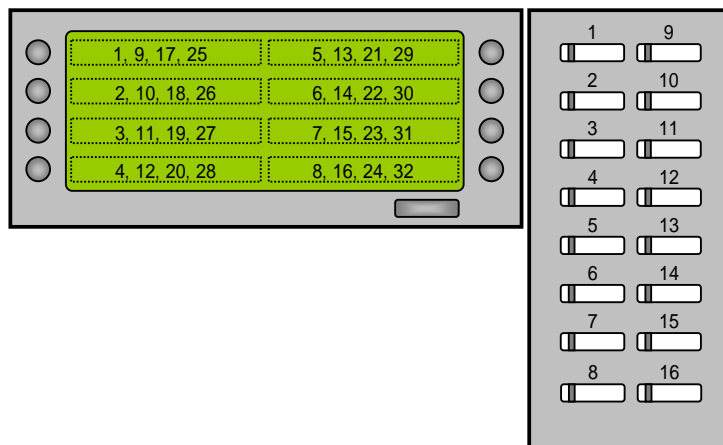 1, 9, 17, 25
5, 13, 21, 29
2, 10, 18, 26
6, 14, 22, 30
3, 11, 19, 27
7, 15, 23, 31
4, 12, 20, 28
8, 16, 24, 32
1 9
2 10
3 11
4 12
5 13
6 14
7 15
8 16